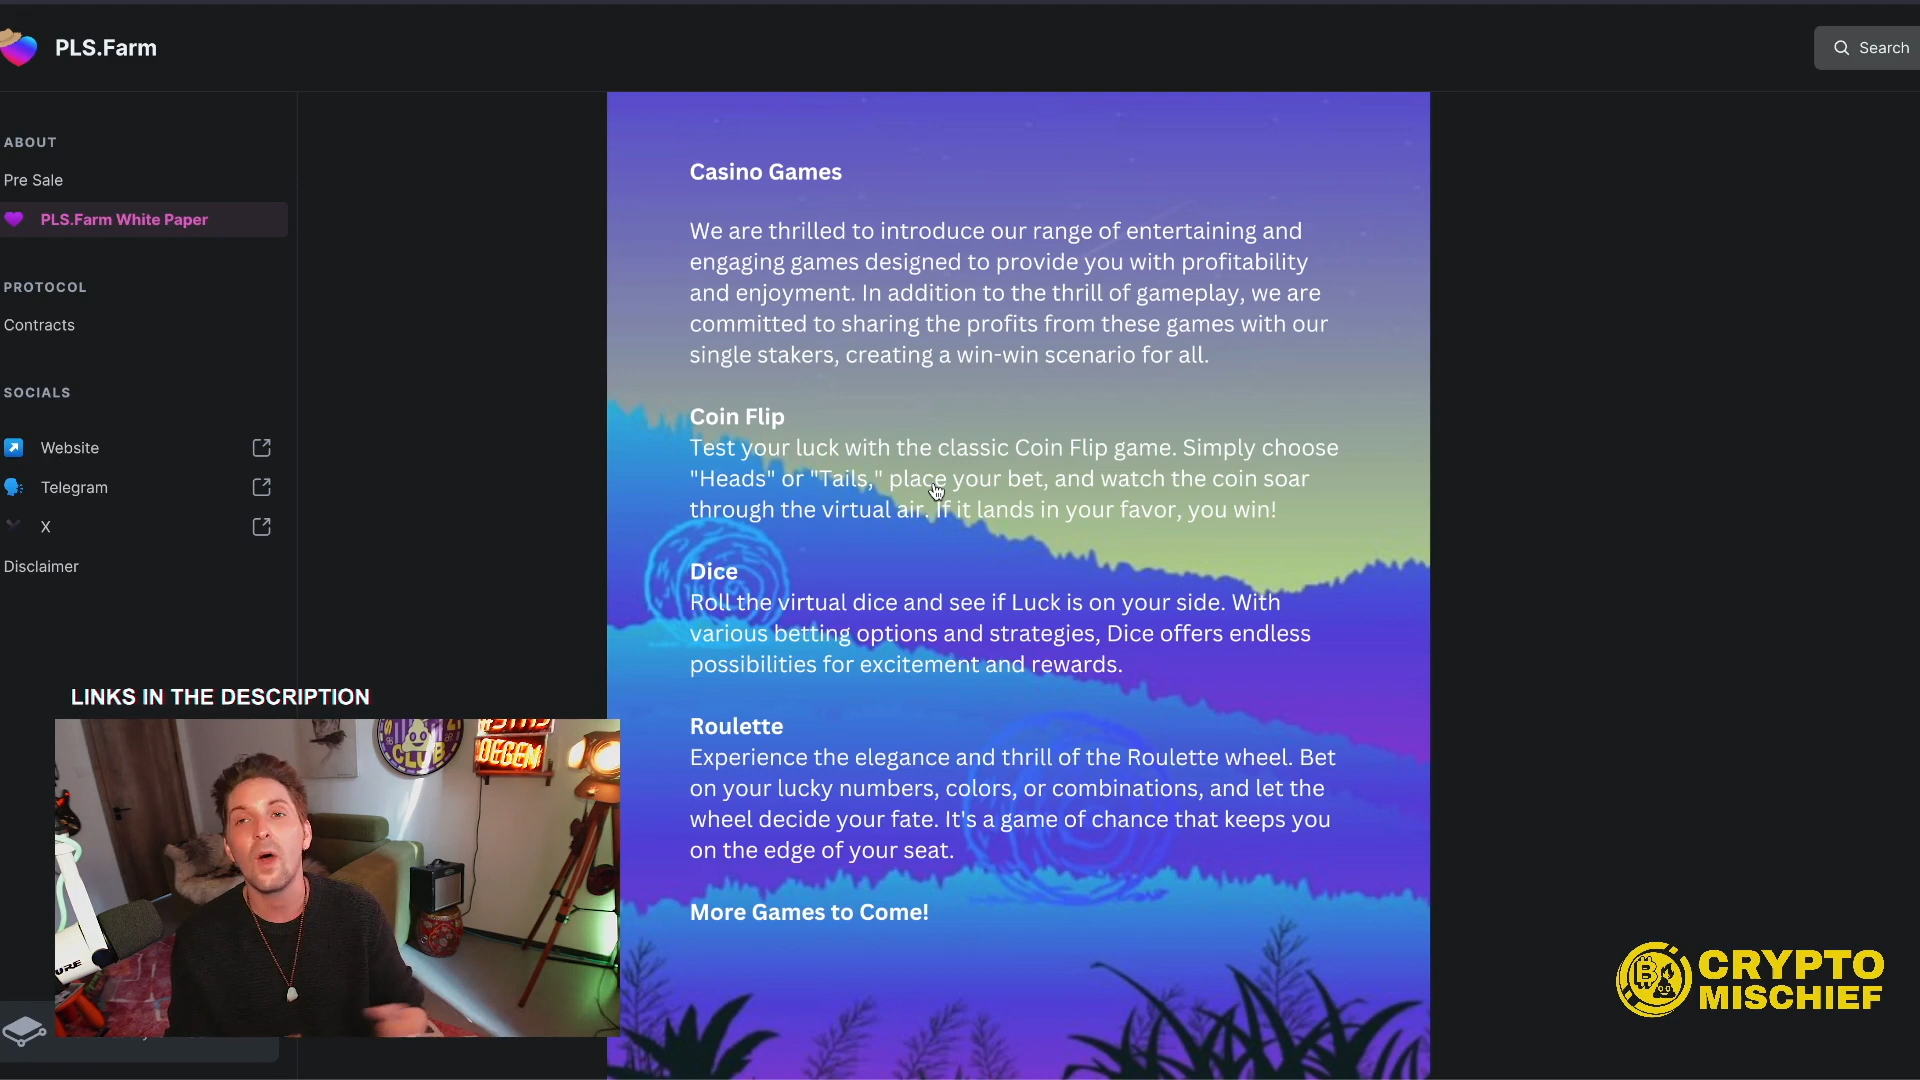 PLS.Farm
Search
ABOUT
Pre Sale
PLS.Farm White Paper
PROTOCOL
Contracts
SOCIALS
Website
Telegram
X
Disclaimer
Casino Games
We are thrilled to introduce our range of entertaining and
engaging games designed to provide you with profitability
and enjoyment. In addition to the thrill of gameplay, we are
committed to sharing the profits from these games with our
single stakers, creating a win-win scenario for all.
Coin Flip
Test your luck with the classic Coin Flip game. Simply choose
"Heads" or "Tails," place your bet, and watch the coin soar
through the virtual air. If it lands in your favor, you win!
Dice
Roll the virtual dice and see if Luck is on your side. With
various betting options and strategies, Dice offers endless
possibilities for excitement and rewards.
Roulette
Experience the elegance and thrill of the Roulette wheel. Bet
on your lucky numbers, colors, or combinations, and let the
wheel decide your fate. It's a game of chance that keeps you
on the edge of your seat.
More Games to Come!
LINKS IN THE DESCRIPTION
CLUB
DEGEN
CRYPTO
MISCHIEF